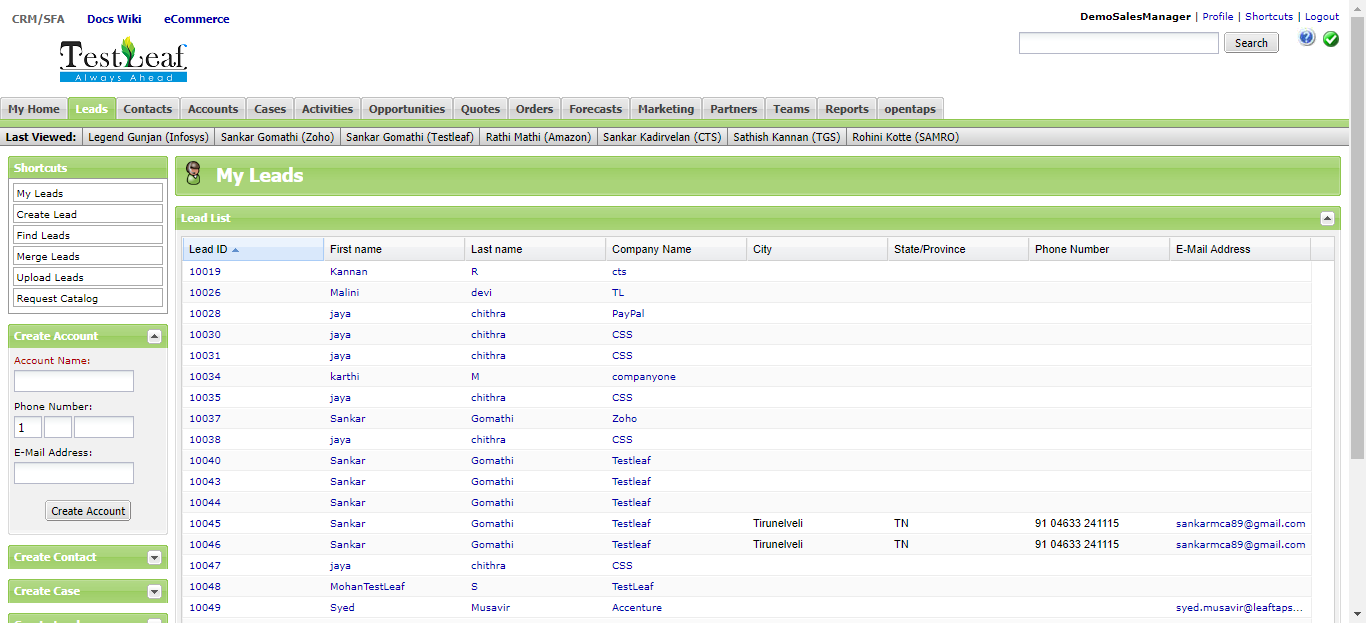 CRM/SFA Docs Wiki eCommerce
DemoSalesManager | Profile | Shortcuts | Logout
Search
TestLeaf
Always Ahead
My Home Leads Contacts Accounts Cases Activities Opportunities Quotes Orders Forecasts Marketing Partners Teams Reports opentaps
Last Viewed: Legend Gunjan (Infosys) Sankar Gomathi (Zoho) Sankar Gomathi (Testleaf) Rathi Mathi (Amazon) Sankar Kadirvelan (CTS) Sathish Kannan (TGS) Rohini Kotte (SAMRO)
Shortcuts
My Leads
Create Lead
Find Leads
Merge Leads
Upload Leads
Request Catalog
Create Account
Account Name:
Phone Number:
1
E-Mail Address:
Create Account
Create Contact
Create Case
My Leads
Lead List
Lead ID First name Last name Company Name City State/Province Phone Number E-Mail Address
10019 Kannan R cts
10026 Malini devi TL
10028 jaya chithra PayPal
10030 jaya chithra CSS
10031 jaya chithra CSS
10034 karthi M companyone
10035 jaya chithra CSS
10037 Sankar Gomathi Zoho
10038 jaya chithra CSS
10040 Sankar Gomathi Testleaf
10043 Sankar Gomathi Testleaf
10044 Sankar Gomathi Testleaf
10045 Sankar Gomathi Testleaf Tirunelveli TN 91 04633 241115 sankarmca89@gmail.com
10046 Sankar Gomathi Testleaf Tirunelveli TN 91 04633 241115 sankarmca89@gmail.com
10047 jaya chithra CSS
10048 MohanTestLeaf S TestLeaf
10049 Syed Musavir Accenture syed.musavir@leaftaps...